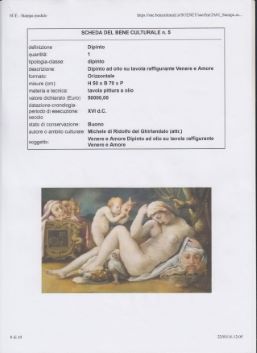 SCHEDA DEL BENE CULTURALE n. 5
definizione Dipinto
quantità: 1
tipologia-classe: dipinto
descrizione: Dipinto ad olio su tavola raffigurante Venere e Amore
formato: Orizzontale
misure (cm): H 50 x B 70 x P
materia e tecnica: tavola pittura a olio
valore dichiarato (Euro): 50000,00
datazione-cronologia-
periodo di esecuzione: XVI d.C.
secolo
stato di conservazione: Buono
autore o ambito culturale: Michele di Ridolfo del Ghirlandaio (attr.)
soggetto: Venere e Amore Dipinto ad olio su tavola raffigurante
Venere e Amore